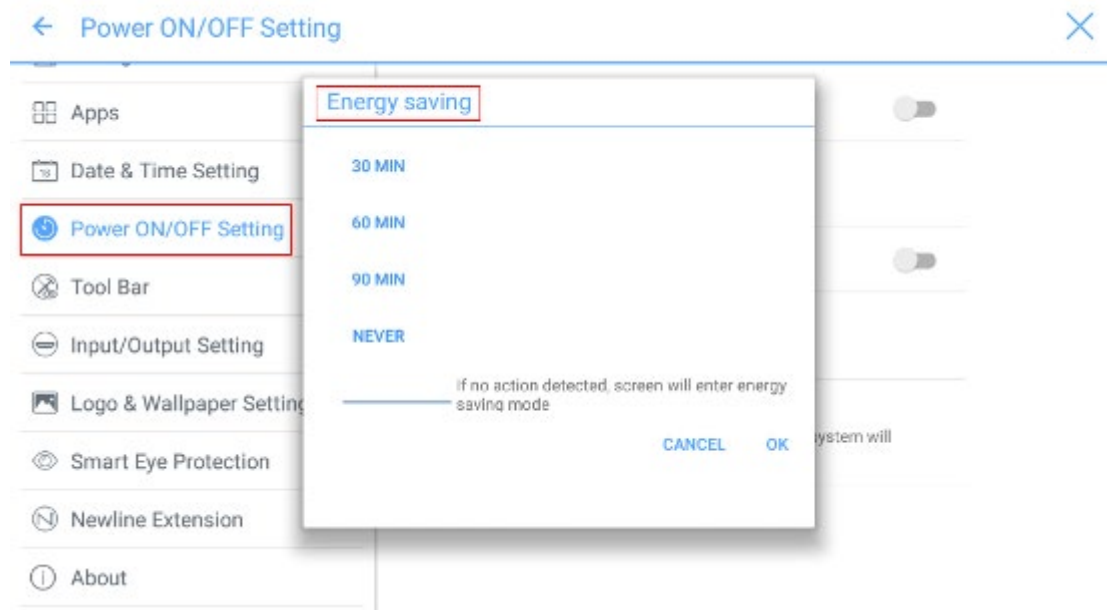 Power ON/OFF Setting
Apps
Date & Time Setting
Power ON/OFF Setting
Tool Bar
Input/Output Setting
Logo & Wallpaper Setting
Smart Eye Protection
Newline Extension
About
Energy saving
30 MIN
60 MIN
90 MIN
NEVER
If no action detected, screen will enter energy
saving mode
CANCEL OK
system will